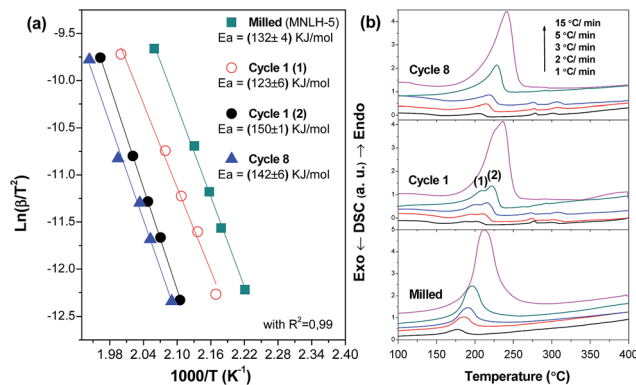 (a)
Milled (MNLH-5)
Ea = (132± 4) KJ/mol
Cycle 1 (1)
Ea = (123±6) KJ/mol
Cycle 1 (2)
Ea = (150±1) KJ/mol
Cycle 8
Ea = (142±6) KJ/mol
with R²=0,99
Ln(β/T²)
-9.5
-10.0
-10.5
-11.0
-11.5
-12.0
-12.5
1.98 2.04 2.10 2.16 2.22 2.28 2.34 2.40
1000/T (K⁻¹)
(b)
15 °C/ min
5 °C/ min
3 °C/ min
2 °C/ min
1 °C/ min
Cycle 8
Cycle 1
(1) (2)
Milled
Exo ← DSC (a. u.) → Endo
4
3
2
1
0
4
3
2
1
0
5
4
3
2
1
0
100 150 200 250 300 350 400
Temperature (°C)